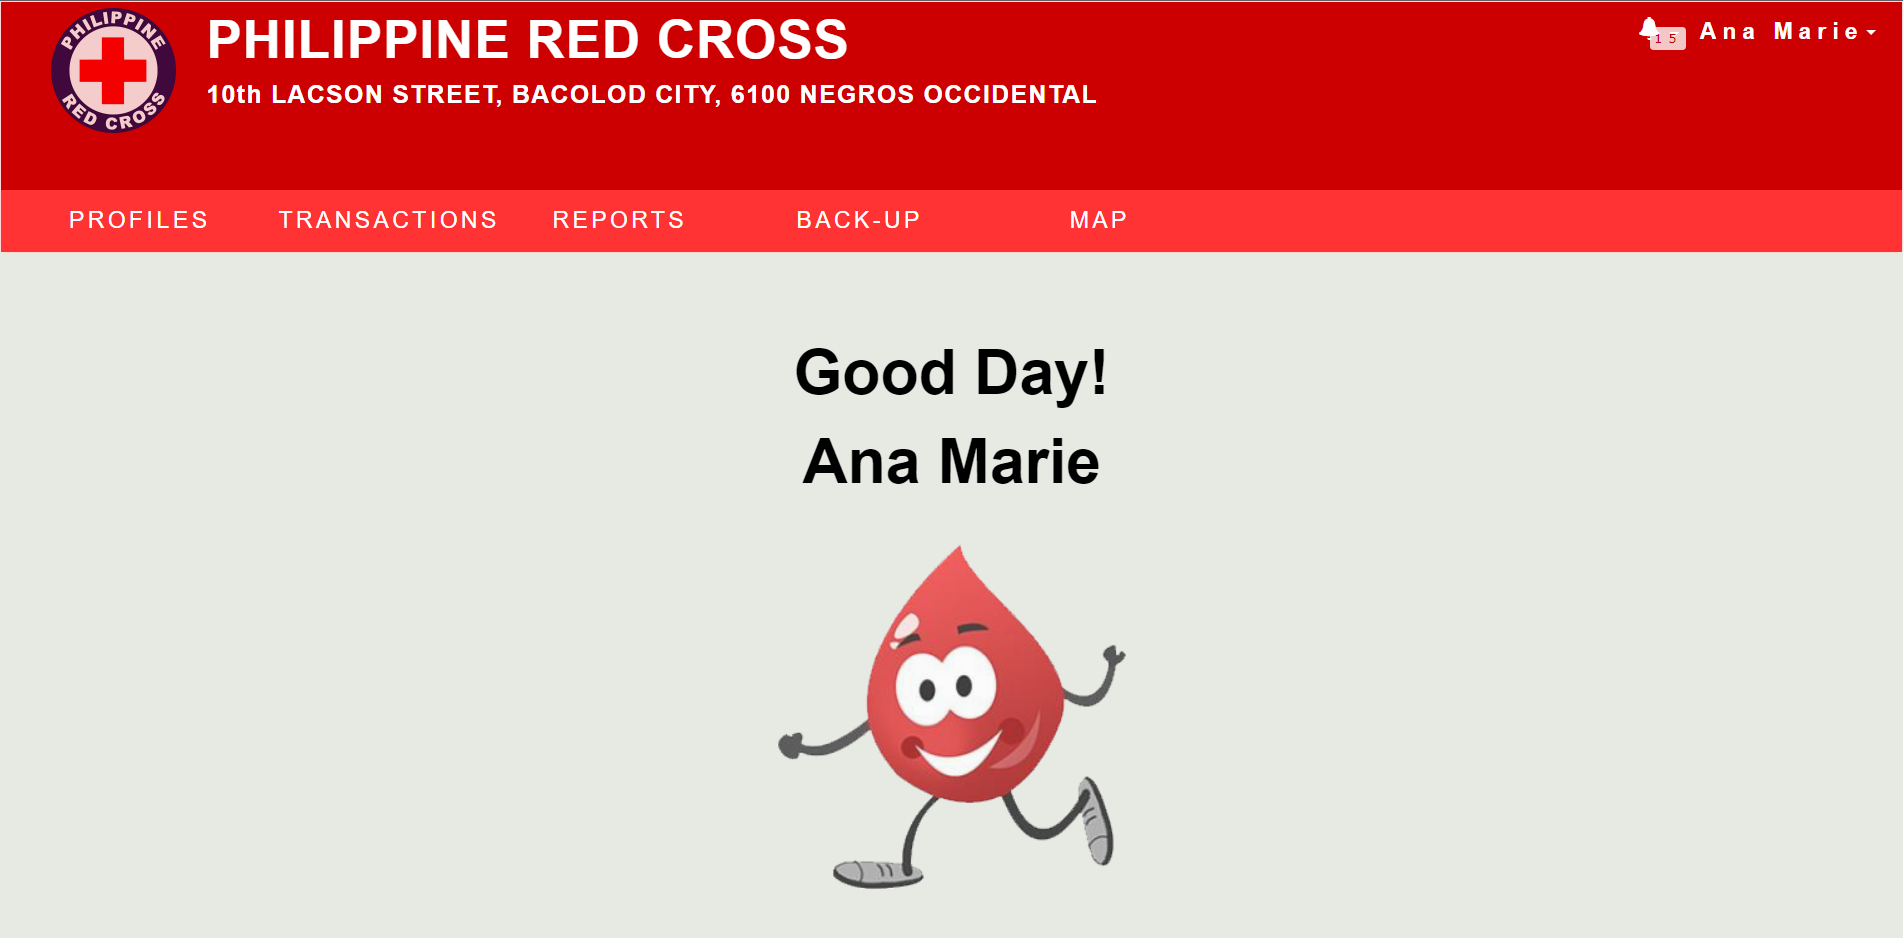 PHILIPPINE
RED CROSS
PHILIPPINE RED CROSS
10th LACSON STREET, BACOLOD CITY, 6100 NEGROS OCCIDENTAL
15
Ana Marie
PROFILES TRANSACTIONS REPORTS BACK-UP MAP
Good Day!
Ana Marie